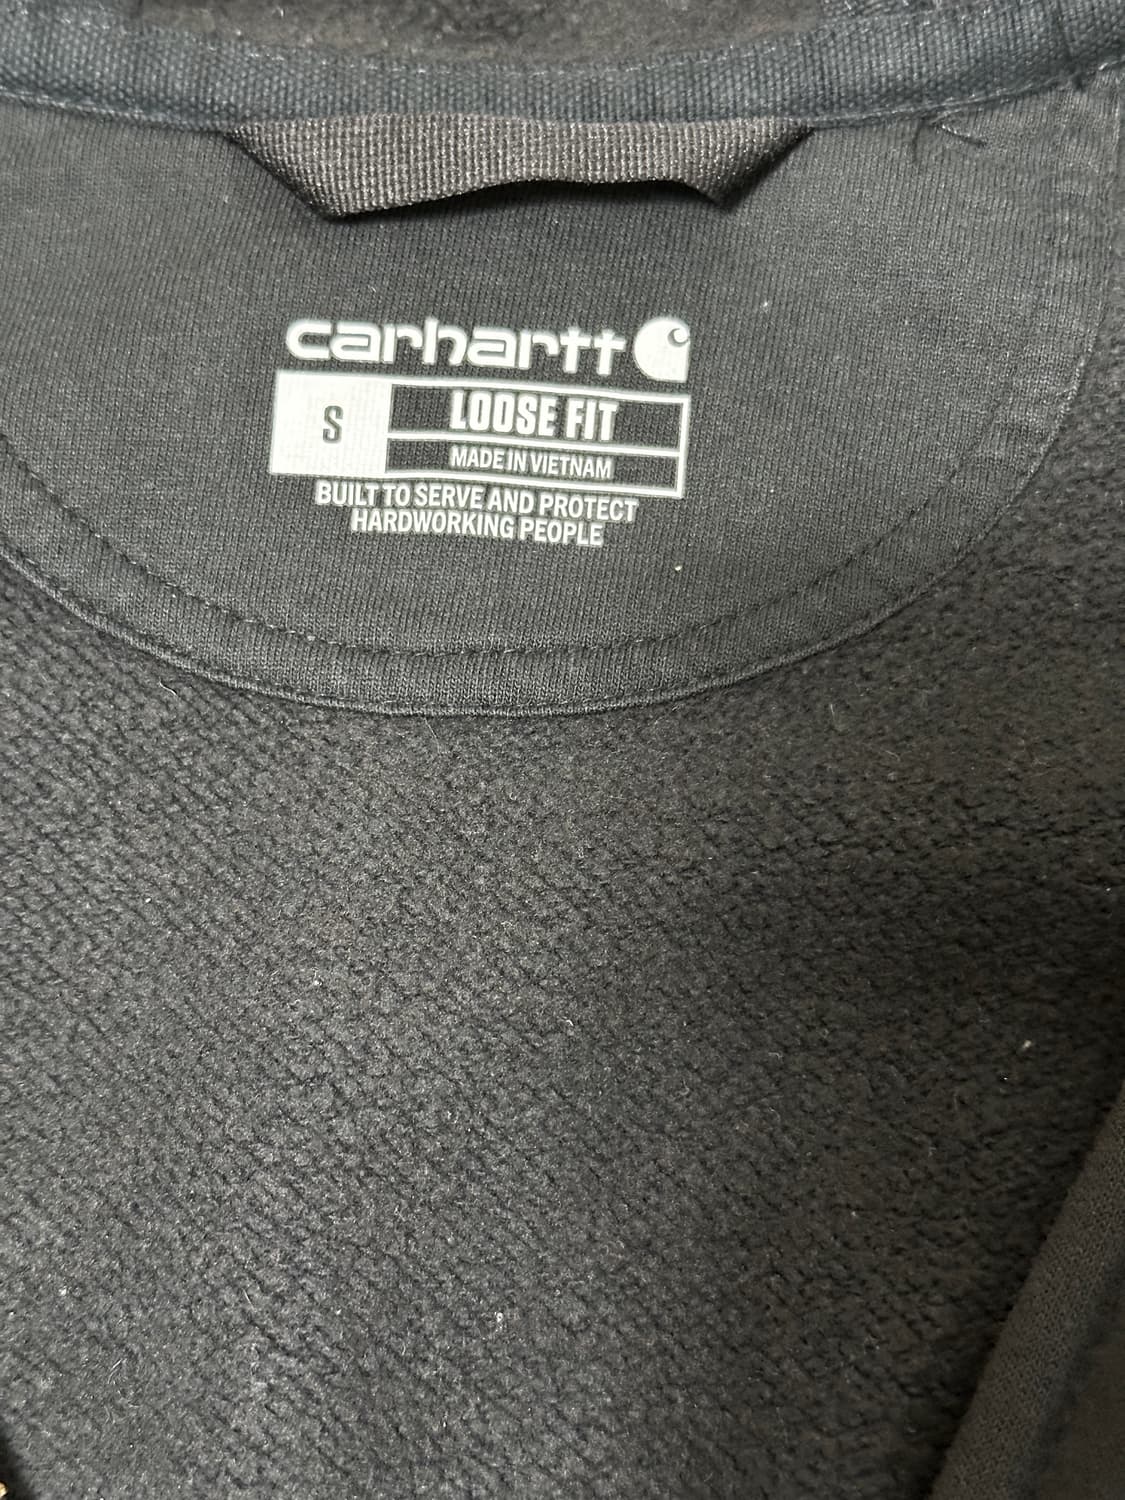 carhartt
S
LOOSE FIT
MADE IN VIETNAM
BUILT TO SERVE AND PROTECT
HARDWORKING PEOPLE